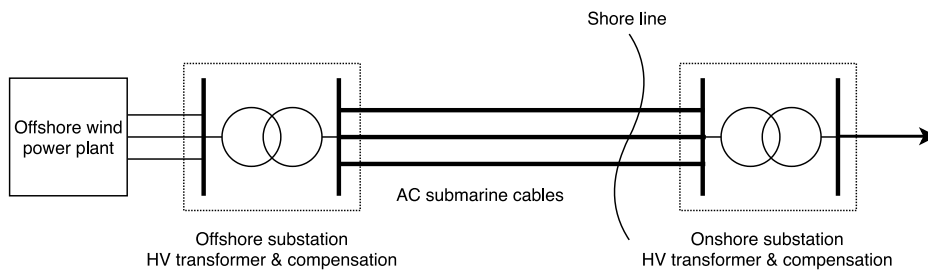 Shore line
Offshore wind
power plant
AC submarine cables
Offshore substation
HV transformer & compensation
Onshore substation
HV transformer & compensation